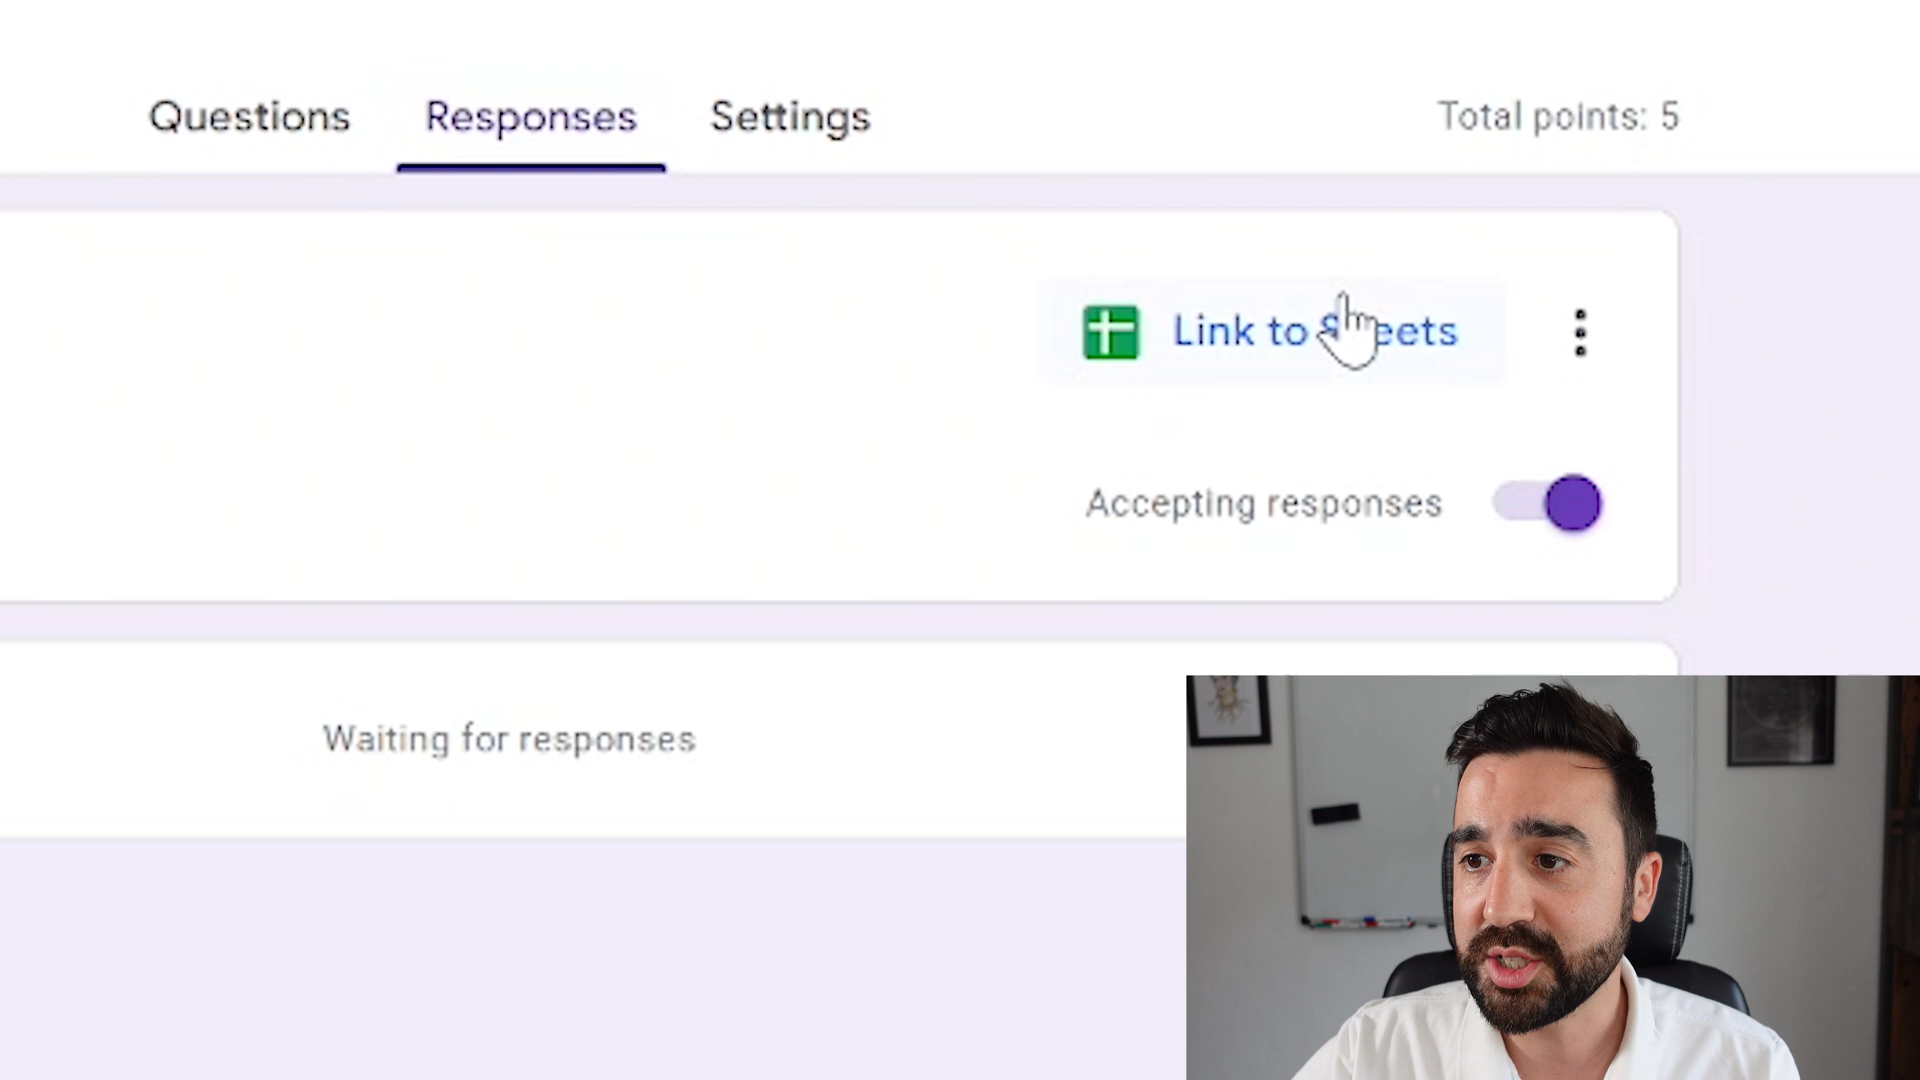 Questions Responses Settings Total points: 5
Link to Sheets
Accepting responses
Waiting for responses